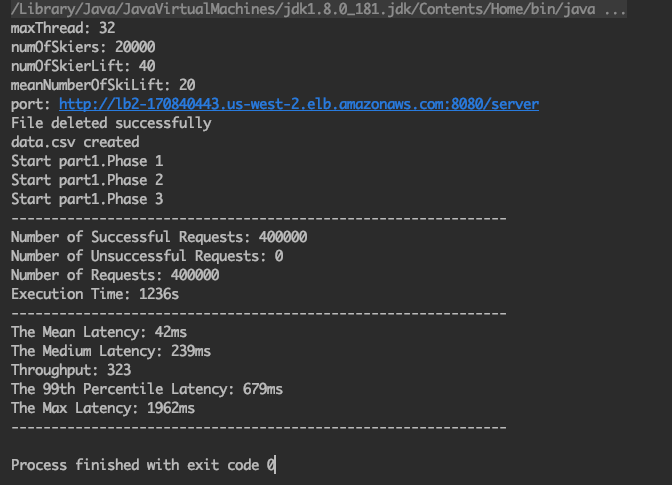 /Library/Java/JavaVirtualMachines/jdk1.8.0_181.jdk/Contents/Home/bin/java ...
maxThread: 32
numOfSkiers: 20000
numOfSkierLift: 40
meanNumberOfSkiLift: 20
port: http://lb2-170840443.us-west-2.elb.amazonaws.com:8080/server
File deleted successfully
data.csv created
Start part1.Phase 1
Start part1.Phase 2
Start part1.Phase 3
--------------------------------------------------------------
Number of Successful Requests: 400000
Number of Unsuccessful Requests: 0
Number of Requests: 400000
Execution Time: 1236s
--------------------------------------------------------------
The Mean Latency: 42ms
The Medium Latency: 239ms
Throughput: 323
The 99th Percentile Latency: 679ms
The Max Latency: 1962ms
--------------------------------------------------------------
Process finished with exit code 0